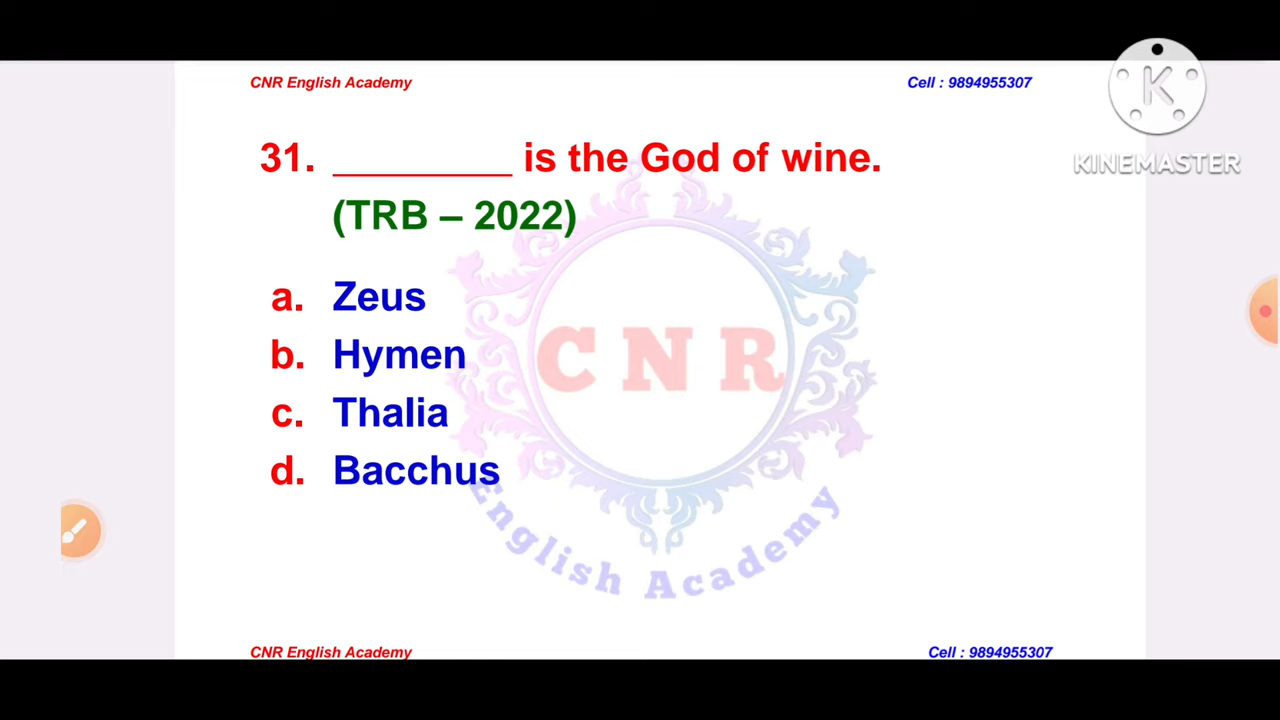 CNR English Academy Cell : 9894955307
K
KINEMASTER
31. _________ is the God of wine.
(TRB – 2022)
a. Zeus
b. Hymen
c. Thalia
d. Bacchus
CNR
English Academy
CNR English Academy Cell : 9894955307